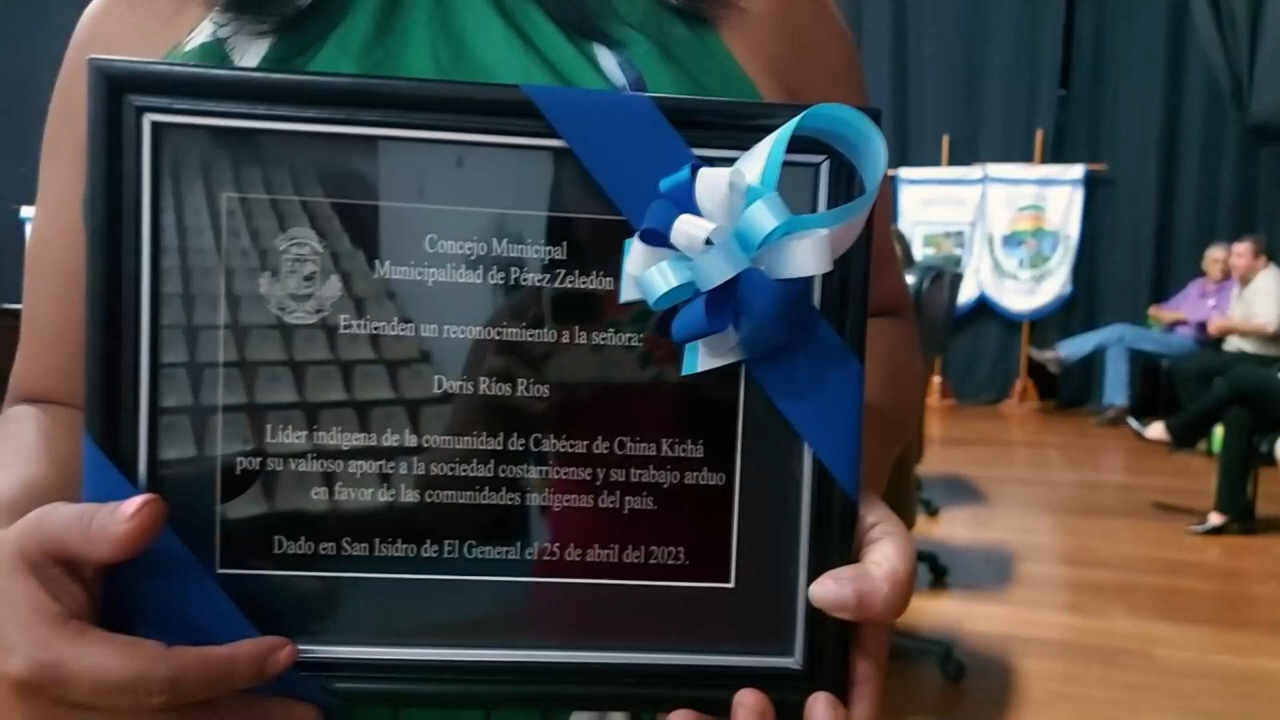 Concejo Municipal
Municipalidad de Pérez Zeledón
Extienden un reconocimiento a la señora:
Doris Ríos Ríos
Líder indígena de la comunidad de Cabécar de China Kichá
por su valioso aporte a la sociedad costarricense y su trabajo arduo
en favor de las comunidades indígenas del país.
Dado en San Isidro de El General el 25 de abril del 2023.